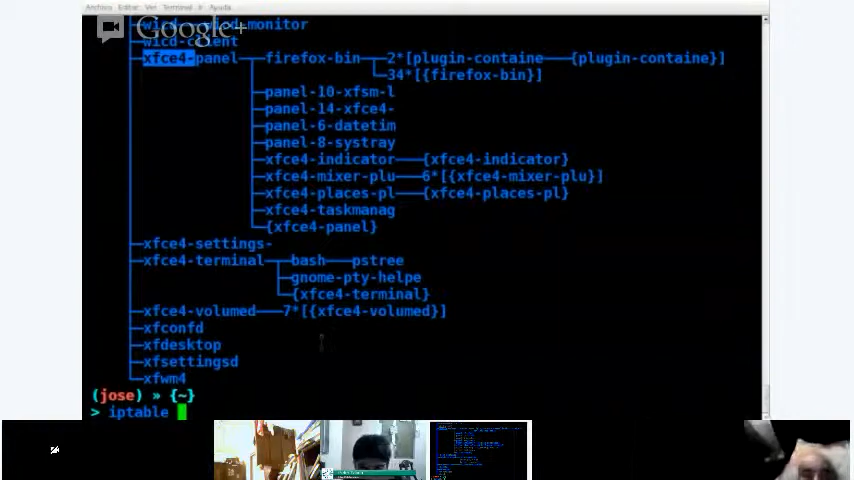 Archivo Editar Ver Terminal Ir Ayuda
Google+
wicd-client
xfce4-panel firefox-bin 2*[plugin-containe {plugin-containe}]
34*[{firefox-bin}]
panel-10-xfsm-l
panel-14-xfce4-
panel-6-datetim
panel-8-systray
xfce4-indicator {xfce4-indicator}
xfce4-mixer-plu 6*[{xfce4-mixer-plu}]
xfce4-places-pl {xfce4-places-pl}
xfce4-taskmanag
{xfce4-panel}
xfce4-settings-
xfce4-terminal bash pstree
gnome-pty-helpe
{xfce4-terminal}
xfce4-volumed 7*[{xfce4-volumed}]
xfconfd
xfdesktop
xfsettingsd
xfwm4
(jose) » {~}
> iptable